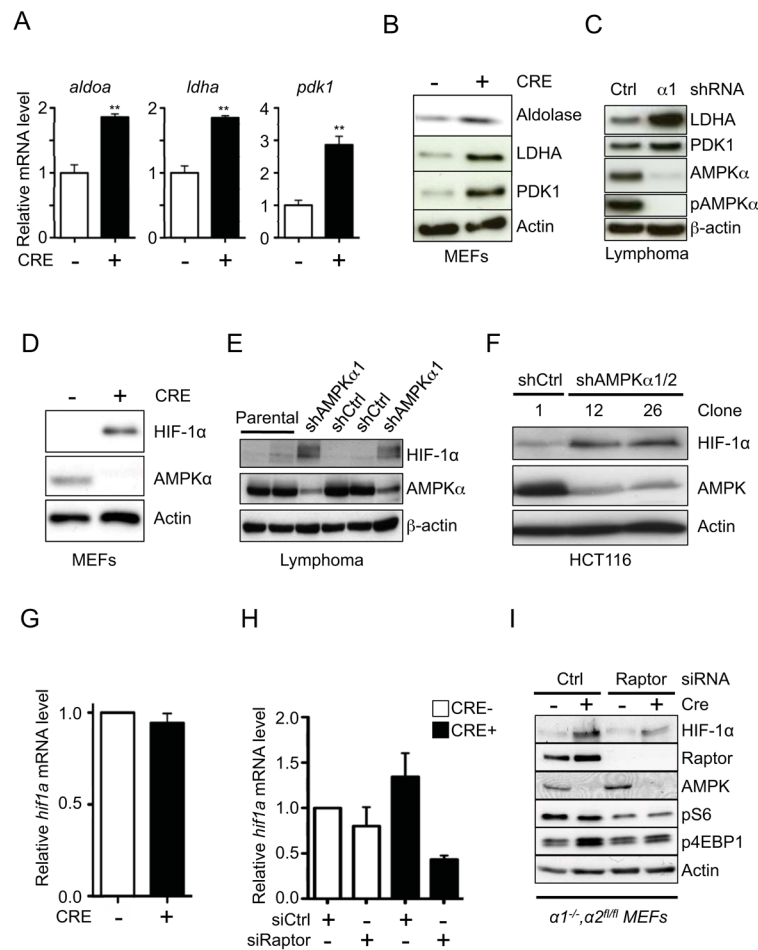 A
aldoa ldha pdk1
Relative mRNA level
2 2 4
3
1 1 2
1
0 0 0
CRE - + - + - +
B
- + CRE
Aldolase
LDHA
PDK1
Actin
MEFs
C
Ctrl α1 shRNA
LDHA
PDK1
AMPKα
pAMPKα
β-actin
Lymphoma
** ** **
D
- + CRE
HIF-1α
AMPKα
Actin
MEFs
E
Parental shAMPKα1 shCtrl shCtrl shAMPKα1
HIF-1α
AMPKα
β-actin
Lymphoma
F
shCtrl shAMPKα1/2
1 12 26 Clone
HIF-1α
AMPK
Actin
HCT116
G
Relative hif1a mRNA level
1.0
0.5
0.0
CRE - +
H
Relative hif1a mRNA level
2.0
1.5
1.0
0.5
0.0
CRE-
CRE+
siCtrl + - + -
siRaptor - + - +
I
Ctrl Raptor siRNA
- + - + Cre
HIF-1α
Raptor
AMPK
pS6
p4EBP1
Actin
α1-/-,α2fl/fl MEFs